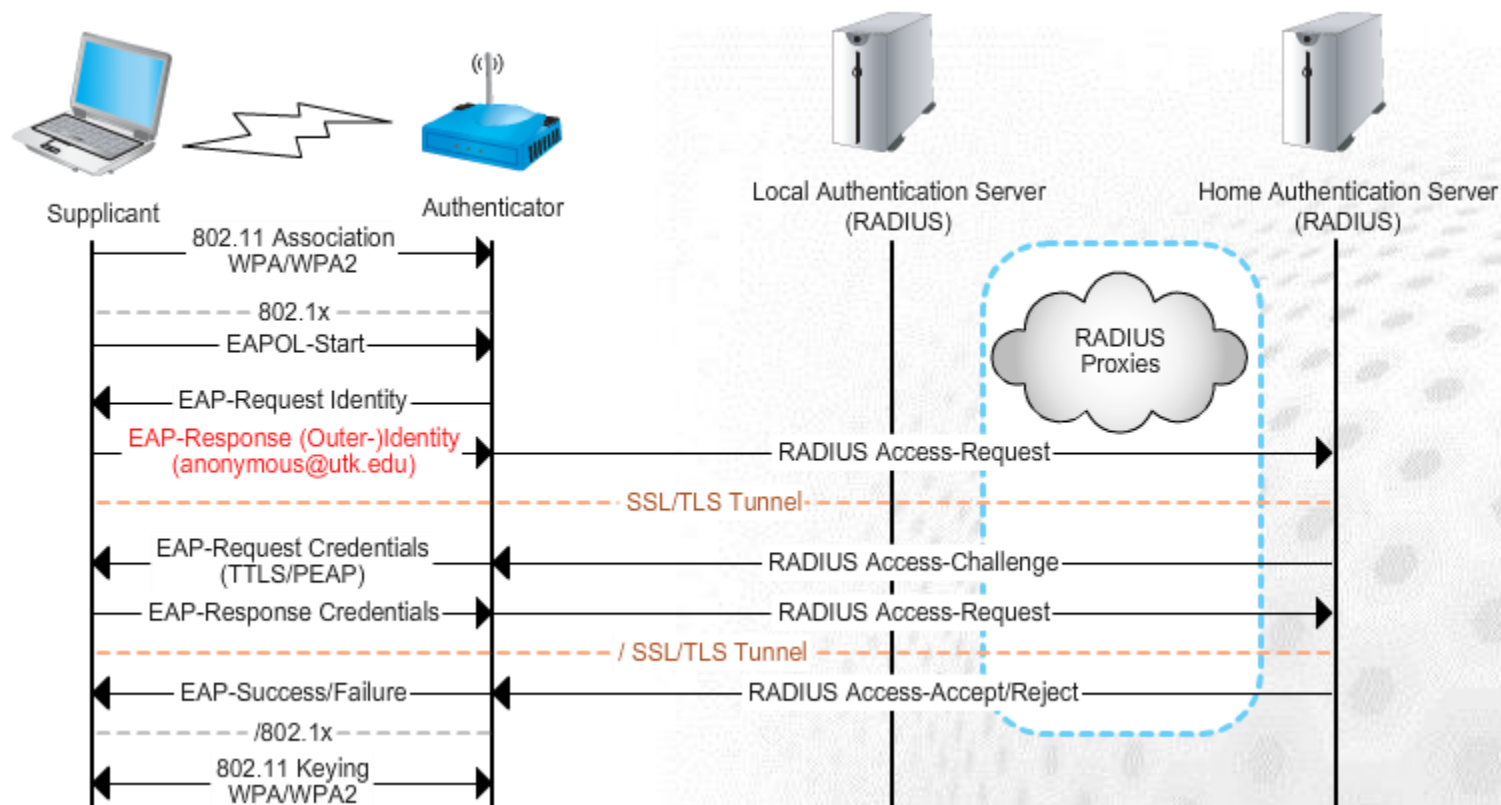 Supplicant
Authenticator
Local Authentication Server
(RADIUS)
Home Authentication Server
(RADIUS)
802.11 Association
WPA/WPA2
802.1x
EAPOL-Start
RADIUS
Proxies
EAP-Request Identity
EAP-Response (Outer-)Identity
(anonymous@utk.edu)
RADIUS Access-Request
SSL/TLS Tunnel
EAP-Request Credentials
(TTLS/PEAP)
RADIUS Access-Challenge
EAP-Response Credentials
RADIUS Access-Request
/ SSL/TLS Tunnel
EAP-Success/Failure
RADIUS Access-Accept/Reject
/802.1x
802.11 Keying
WPA/WPA2